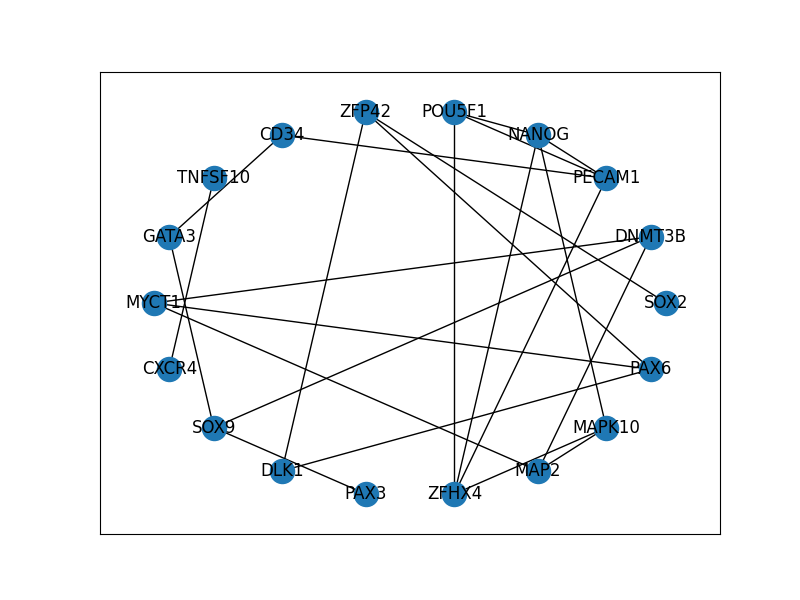 ZFP42 POU5F1
CD34 NANOG
TNFSF10 PECAM1
GATA3 DNMT3B
MYCT1 SOX2
CXCR4 PAX6
SOX9 MAPK10
DLK1 MAP2
PAX3 ZFHX4